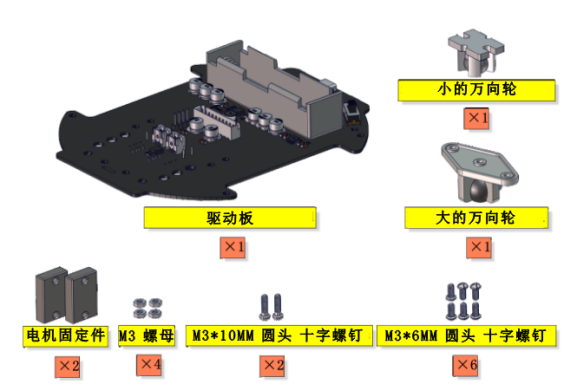 小的万向轮
×1
驱动板
×1
大的万向轮
×1
电机固定件
×2
M3 螺母
×4
M3*10MM 圆头 十字螺钉
×2
M3*6MM 圆头 十字螺钉
×6